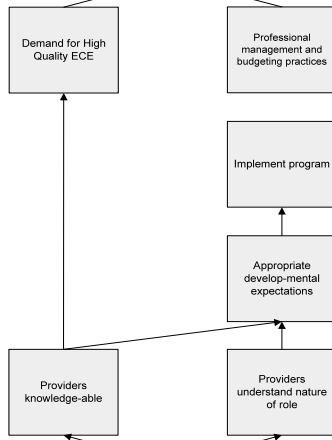 Demand for High
Quality ECE
Professional
management and
budgeting practices
Implement program
Appropriate
develop-mental
expectations
Providers
knowledge-able
Providers
understand nature
of role